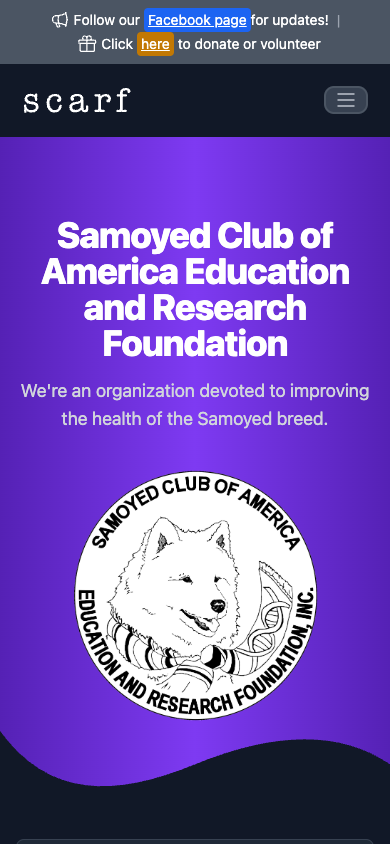 Follow our Facebook page for updates! |
Click here to donate or volunteer
scarf
Samoyed Club of
America Education
and Research
Foundation
We're an organization devoted to improving
the health of the Samoyed breed.
SAMOYED CLUB OF AMERICA
EDUCATION AND RESEARCH FOUNDATION, INC.